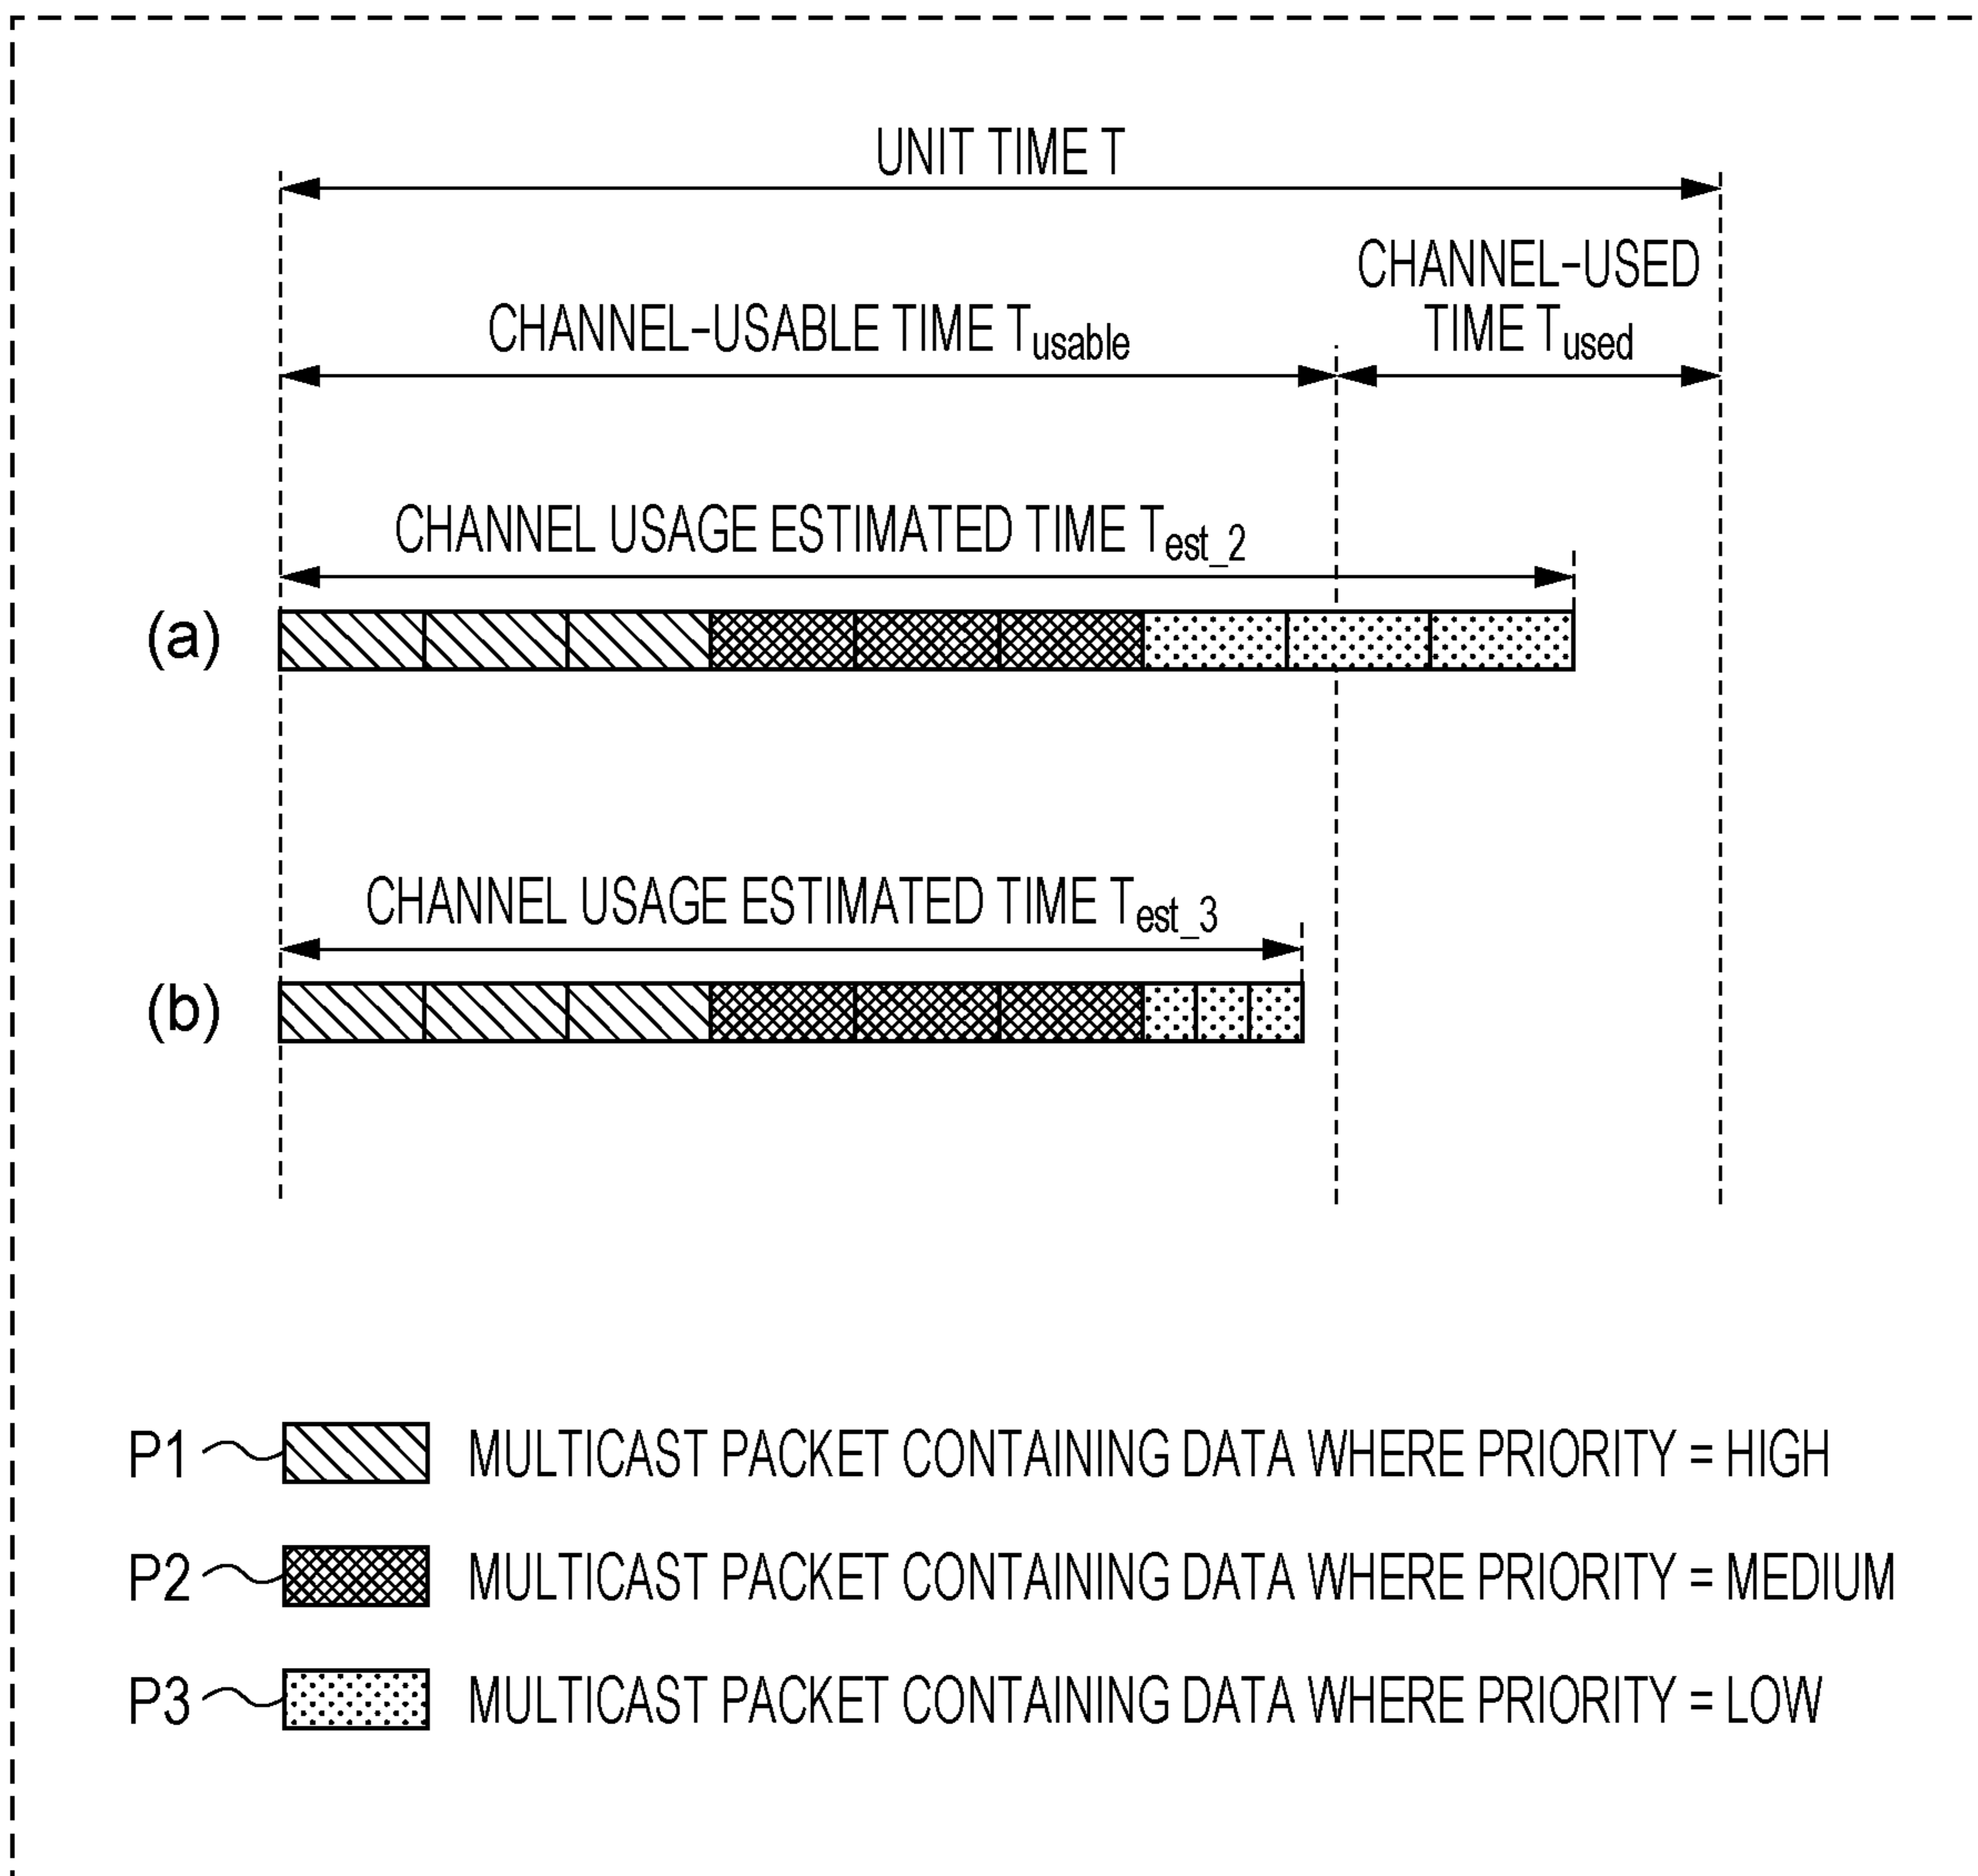 UNIT TIME T
CHANNEL-USED
TIME Tused
CHANNEL-USABLE TIME Tusable
CHANNEL USAGE ESTIMATED TIME Test_2
(a)
CHANNEL USAGE ESTIMATED TIME Test_3
(b)
P1 MULTICAST PACKET CONTAINING DATA WHERE PRIORITY = HIGH
P2 MULTICAST PACKET CONTAINING DATA WHERE PRIORITY = MEDIUM
P3 MULTICAST PACKET CONTAINING DATA WHERE PRIORITY = LOW